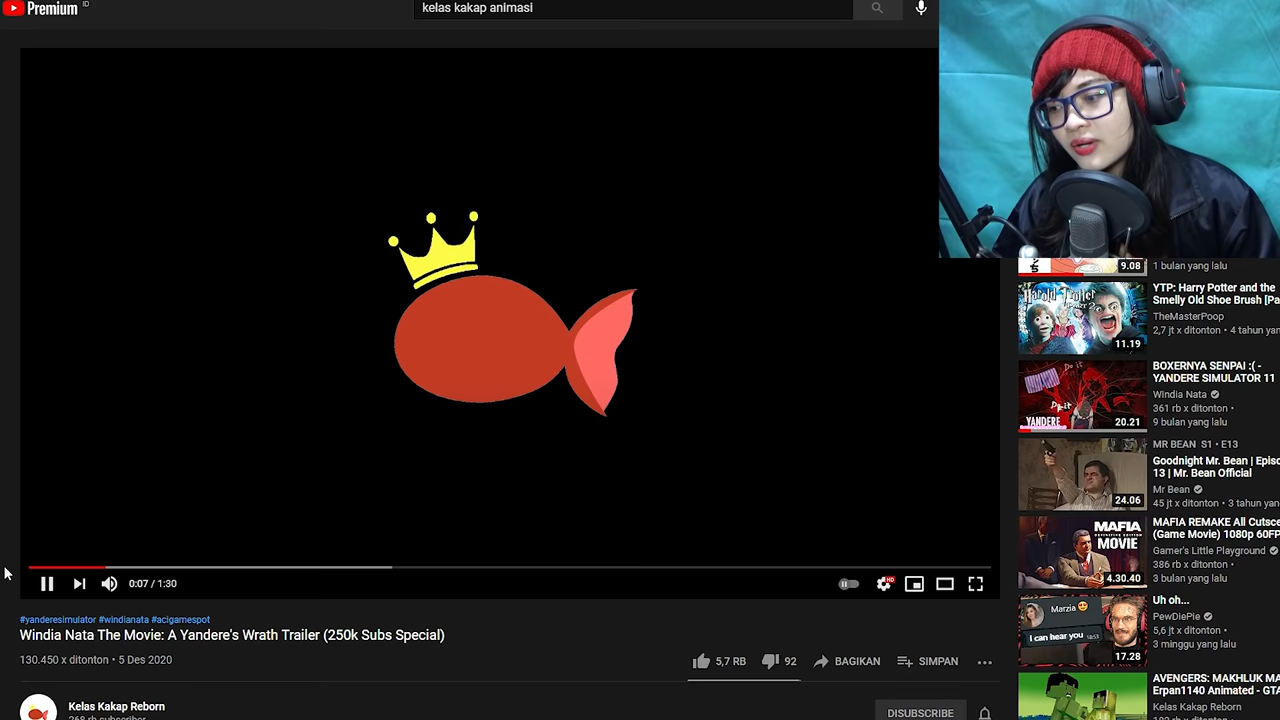 Premium ID
kelas kakap anImasi
9.08
1 bulan yang lalu
YTP: Harry Potter and the
Smelly Old Shoe Brush [Pa
TheMasterPoop
2,7 jt x ditonton • 4 tahun yan
11.19
BOXERNYA SENPAI :( -
YANDERE SIMULATOR 11
Windia Nata
361 rb x ditonton •
9 bulan yang lalu
YANDERE
20.21
MR BEAN S1 • E13
Goodnight Mr. Bean | Episo
13 | Mr. Bean Official
Mr Bean
45 jt x ditonton • 3 tahun yang
24.06
MAFIA REMAKE All Cutsce
(Game Movie) 1080p 60FP
Gamer's Little Playground
386 rb x ditonton •
3 bulan yang lalu
MAFIA
MOVIE
4.30.40
Uh oh...
PewDiePie
5,6 jt x ditonton •
3 minggu yang lalu
Marzia
I can hear you
17.28
AVENGERS: MAKHLUK MA
Erpan1140 Animated - GTA
Kelas Kakap Reborn
0:07 / 1:30
HD
#yanderesimulator #windianata #acigamespot
Windia Nata The Movie: A Yandere's Wrath Trailer (250k Subs Special)
130.450 x ditonton • 5 Des 2020
5,7 RB
92
BAGIKAN
SIMPAN
Kelas Kakap Reborn
268 rb subscriber
DISUBSCRIBE